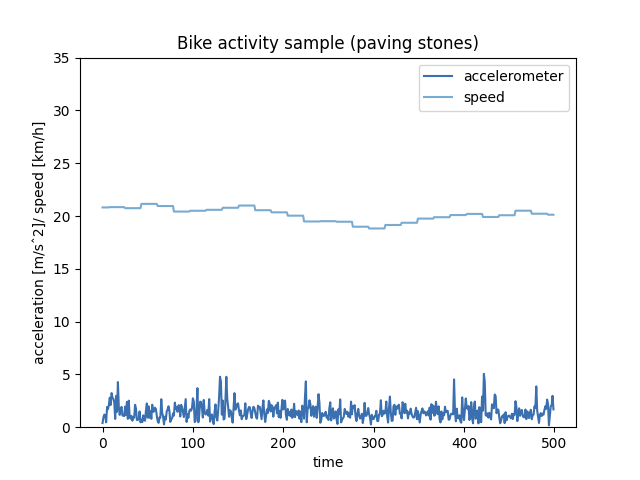 Bike activity sample (paving stones)
accelerometer
speed
acceleration [m/s^2]/ speed [km/h]
35
30
25
20
15
10
5
0
0 100 200 300 400 500
time